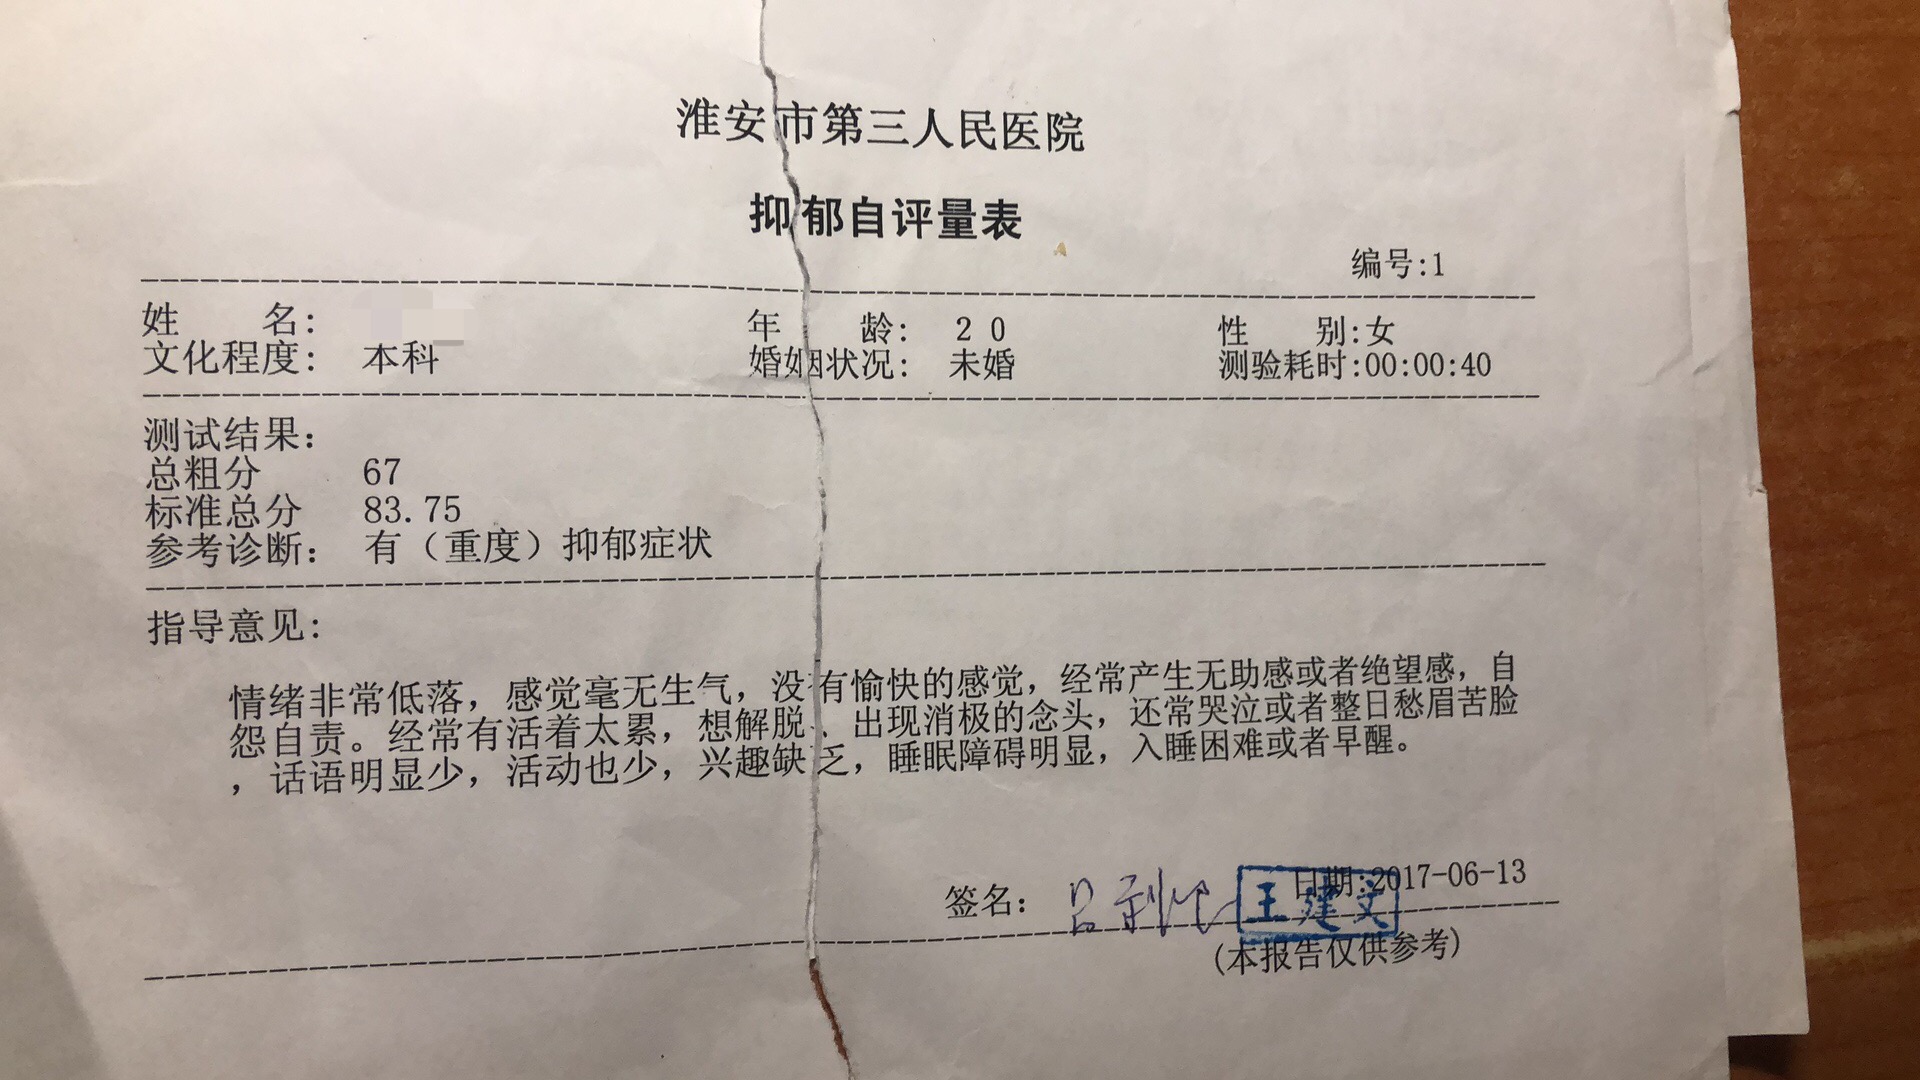 淮安市第三人民医院
抑郁自评量表
编号:1
姓 名: 年 龄: 20 性 别:女
文化程度: 本科 婚姻状况: 未婚 测验耗时:00:00:40
测试结果:
总粗分 67
标准总分 83.75
参考诊断: 有（重度）抑郁症状
指导意见:
情绪非常低落，感觉毫无生气，没有愉快的感觉，经常产生无助感或者绝望感，自
怨自责。经常有活着太累，想解脱、出现消极的念头，还常哭泣或者整日愁眉苦脸
，话语明显少，活动也少，兴趣缺乏，睡眠障碍明显，入睡困难或者早醒。
签名: 王建文 日期:2017-06-13
(本报告仅供参考)